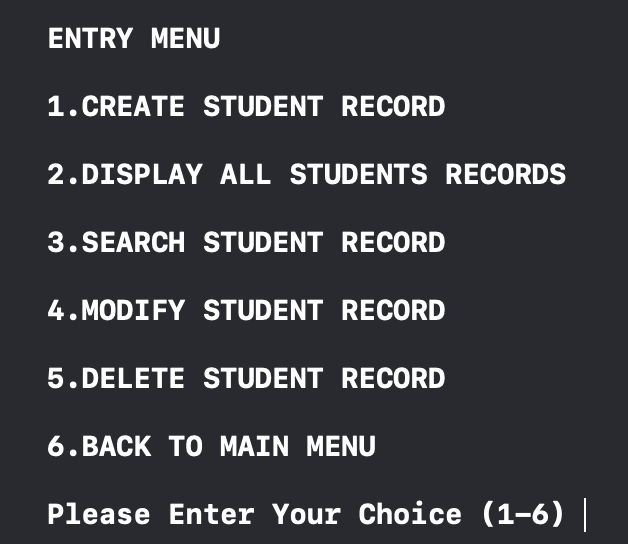 ENTRY MENU
1.CREATE STUDENT RECORD
2.DISPLAY ALL STUDENTS RECORDS
3.SEARCH STUDENT RECORD
4.MODIFY STUDENT RECORD
5.DELETE STUDENT RECORD
6.BACK TO MAIN MENU
Please Enter Your Choice (1-6)